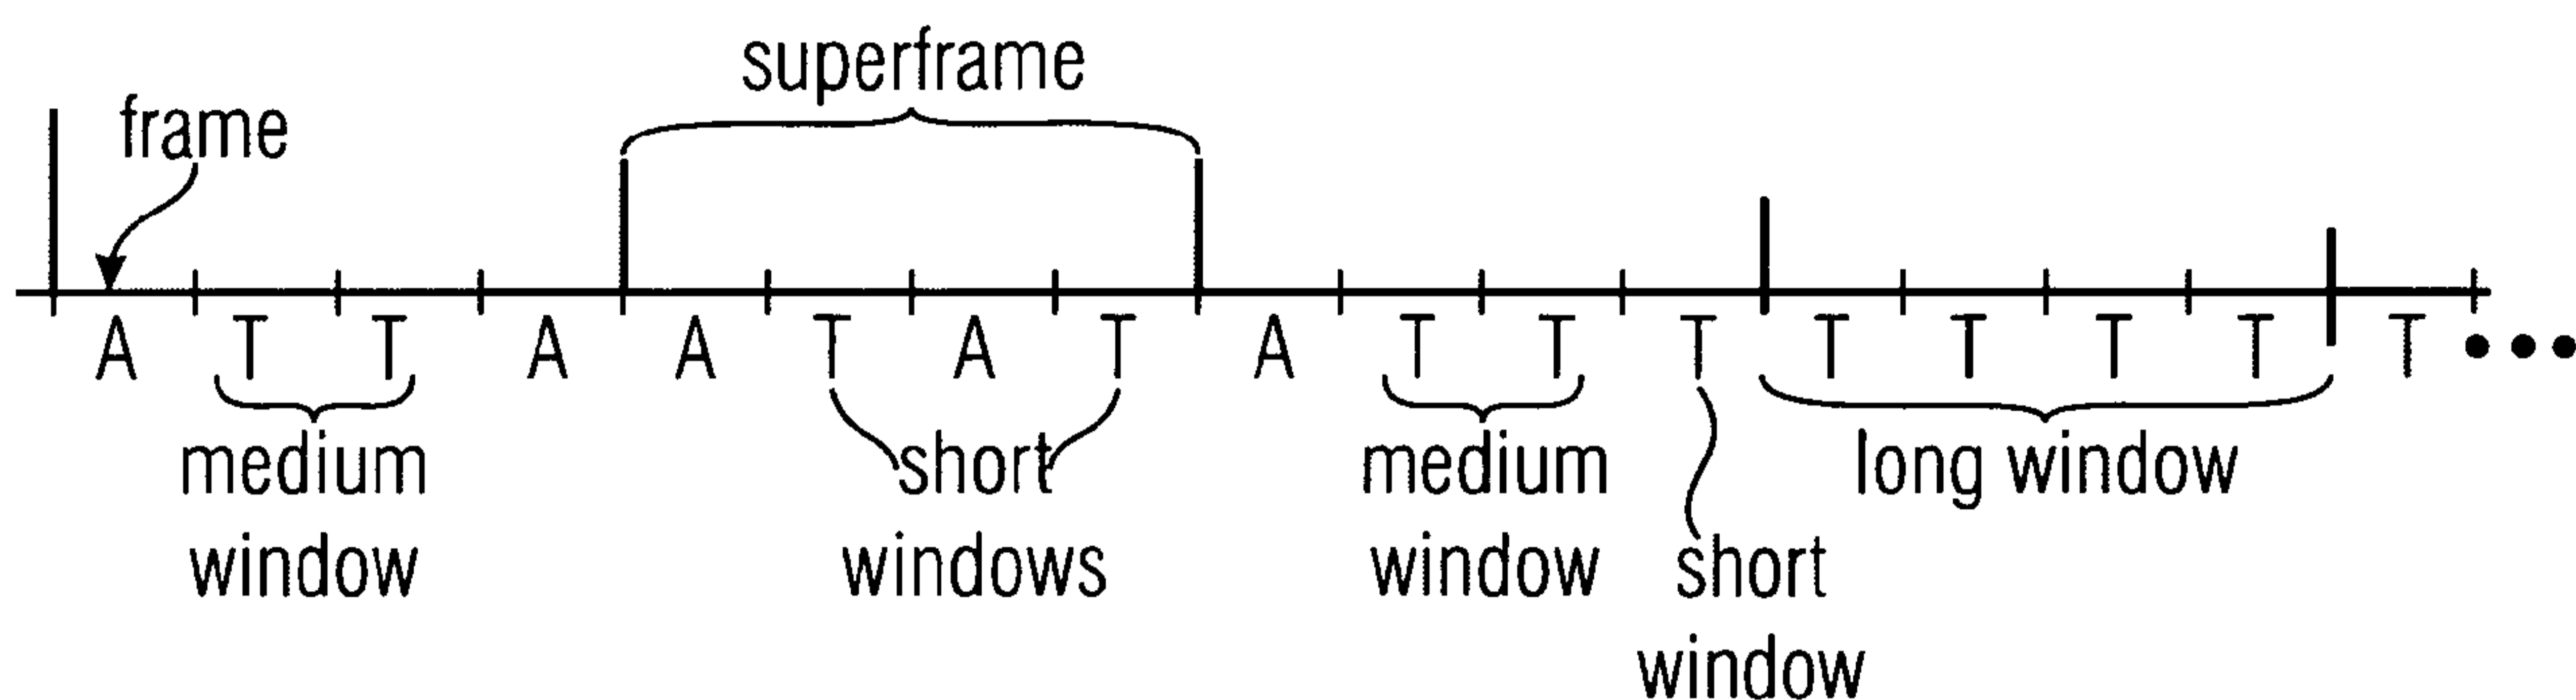 superframe
frame
A T T A A T A T A T T T T T T T T •••
medium window
short windows
medium window
short window
long window